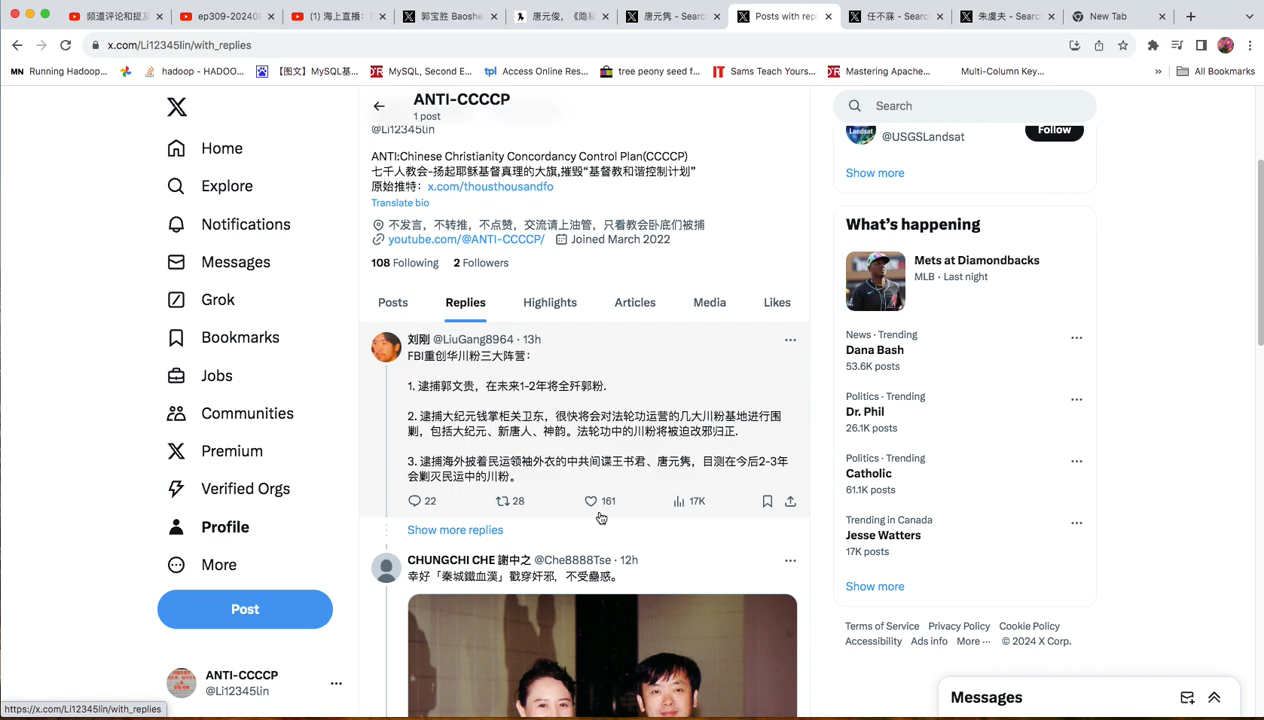 频道评论和提及
ep309-202406
(1) 海上直播:
郭宝胜 Baoshe
唐元俊, 《隐私
唐元隽 - Searc
Posts with repl
任不寐 - Searc
朱虞夫 - Searc
New Tab
x.com/Li12345lin/with_replies
MN Running Hadoop...
hadoop - HADOO...
【图文】MySQL基...
MySQL, Second E...
tpl Access Online Res...
tree peony seed f...
IT Sams Teach Yours...
Mastering Apache...
Multi-Column Key...
» All Bookmarks
Home
Explore
Notifications
Messages
Grok
Bookmarks
Jobs
Communities
Premium
Verified Orgs
Profile
More
Post
ANTI-CCCCP
@Li12345lin
https://x.com/Li12345lin/with_replies
ANTI-CCCCP
1 post
@Li12345lin
ANTI:Chinese Christianity Concordancy Control Plan(CCCCP)
七千人教会-扬起耶稣基督真理的大旗,摧毁“基督教和谐控制计划”
原始推特：x.com/thousthousandfo
Translate bio
不发言，不转推，不点赞，交流请上油管，只看教会卧底们被捕
youtube.com/@ANTI-CCCCP/ Joined March 2022
108 Following 2 Followers
Posts Replies Highlights Articles Media Likes
刘刚 @LiuGang8964 · 13h
FBI重创华川粉三大阵营：
1. 逮捕郭文贵，在未来1-2年将全歼郭粉.
2. 逮捕大纪元钱掌柜关卫东，很快将会对法轮功运营的几大川粉基地进行围
剿，包括大纪元、新唐人、神韵。法轮功中的川粉将被迫改邪归正.
3. 逮捕海外披着民运领袖外衣的中共间谍王书君、唐元隽，目测在今后2-3年
会剿灭民运中的川粉。
22 28 161 17K
Show more replies
CHUNGCHI CHE 謝中之 @Che8888Tse · 12h
幸好「秦城鐵血漢」戳穿奸邪，不受蠱惑。
Search
Landsat
@USGSLandsat
Follow
Show more
What’s happening
Mets at Diamondbacks
MLB · Last night
News · Trending
Dana Bash
53.6K posts
Politics · Trending
Dr. Phil
26.1K posts
Politics · Trending
Catholic
61.1K posts
Trending in Canada
Jesse Watters
17K posts
Show more
Terms of Service Privacy Policy Cookie Policy
Accessibility Ads info More ··· © 2024 X Corp.
Messages